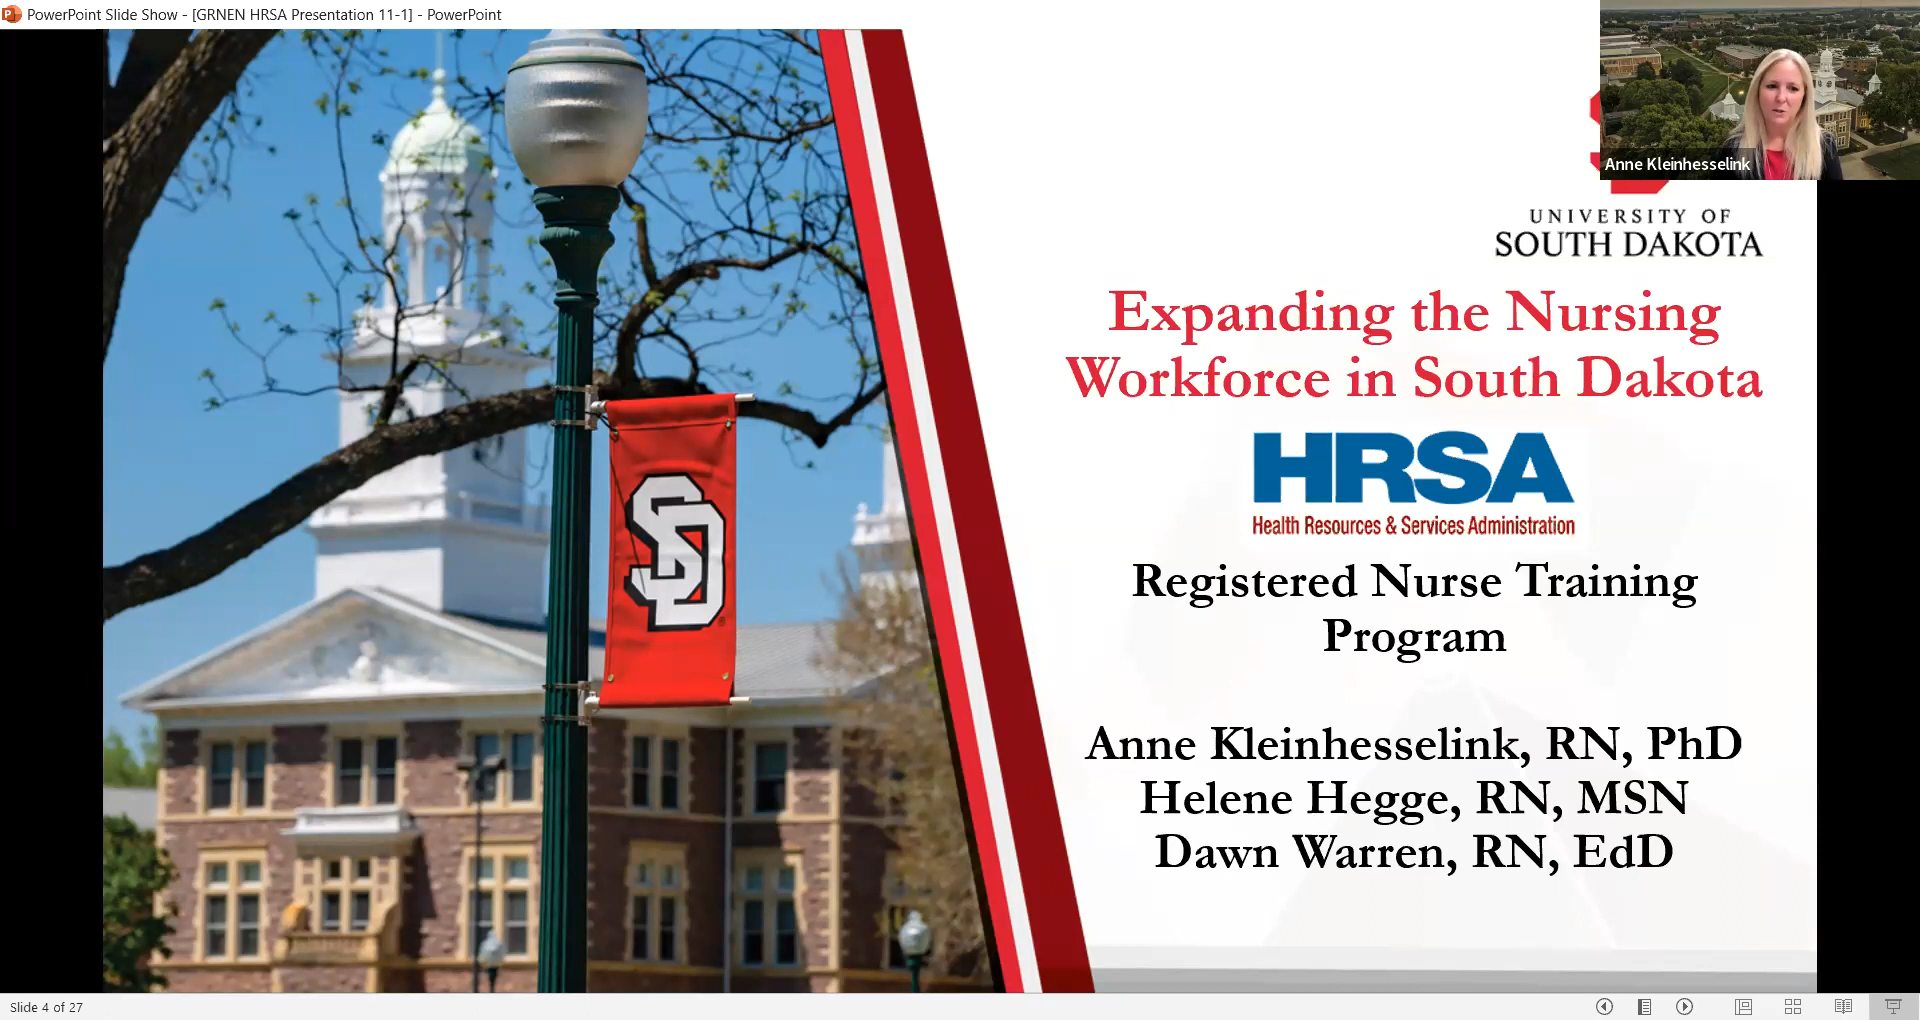 PowerPoint Slide Show - [GRNEN HRSA Presentation 11-1] - PowerPoint
Anne Kleinhesselink
UNIVERSITY OF
SOUTH DAKOTA
Expanding the Nursing
Workforce in South Dakota
HRSA
Health Resources & Services Administration
Registered Nurse Training
Program
Anne Kleinhesselink, RN, PhD
Helene Hegge, RN, MSN
Dawn Warren, RN, EdD
SD
Slide 4 of 27